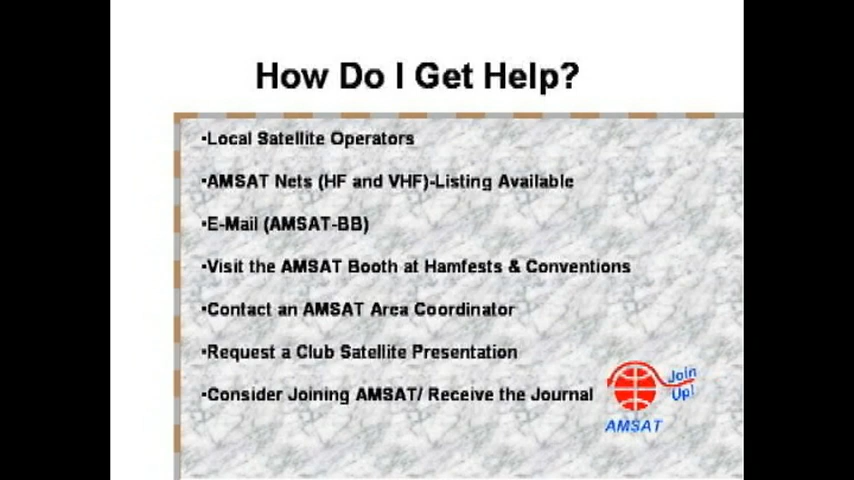 How Do I Get Help?
•Local Satellite Operators
•AMSAT Nets (HF and VHF)-Listing Available
•E-Mail (AMSAT-BB)
•Visit the AMSAT Booth at Hamfests & Conventions
•Contact an AMSAT Area Coordinator
•Request a Club Satellite Presentation
•Consider Joining AMSAT/ Receive the Journal
Join
Up!
AMSAT